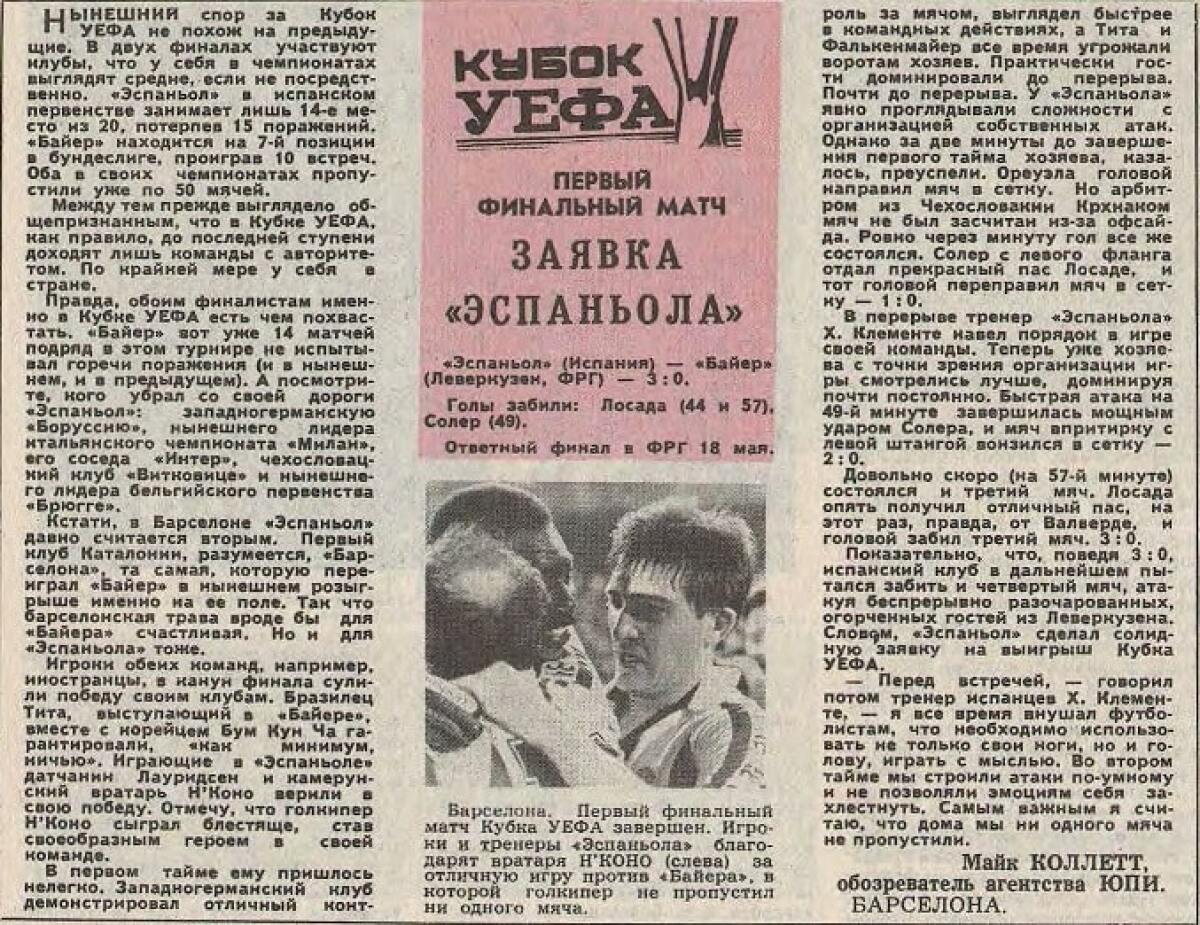 НЫНЕШНИЙ спор за Кубок
УЕФА не похож на предыду-
щие. В двух финалах участвуют
клубы, что у себя в чемпионатах
выглядят средне, если не посредст-
венно. «Эспаньол» в испанском
первенстве занимает лишь 14-е ме-
сто из 20, потерпев 15 поражений.
«Байер» находится на 7-й позиции
в бундеслиге, проиграв 10 встреч.
Оба в своих чемпионатах пропу-
стили уже по 50 мячей.
Между тем прежде выглядело об-
щепризнанным, что в Кубке УЕФА,
как правило, до последней ступени
доходят лишь команды с авторите-
том. По крайней мере у себя в
стране.
Правда, обоим финалистам имен-
но в Кубке УЕФА есть чем похвас-
тать. «Байер» вот уже 14 матчей
подряд в этом турнире не испыты-
вал горечи поражения (и в нынеш-
нем, и в предыдущем). А посмотри-
те, кого убрал со своей дороги
«Эспаньол»: западногерманскую
«Боруссию», нынешнего лидера
итальянского чемпионата «Милан»,
его соседа «Интер», чехословац-
кий клуб «Витковице» и нынешне-
го лидера бельгийского первенства
«Брюгге».
Кстати, в Барселоне «Эспаньол»
давно считается вторым. Первый
клуб Каталонии, разумеется, «Бар-
селона», та самая, которую пере-
играл «Байер» в нынешнем розыг-
рыше именно на ее поле. Так что
барселонская трава вроде бы для
«Байера» счастливая. Но и для
«Эспаньола» тоже.
Игроки обеих команд, например,
иностранцы, в канун финала сули-
ли победу своим клубам. Бразилец
Тита, выступающий в «Байере»,
вместе с корейцем Бум Кун Ча га-
рантировали, «как минимум,
ничью». Играющие в «Эспаньоле»
датчанин Лауридсен и камерун-
ский вратарь Н'Коно верили в
свою победу. Отмечу, что голкипер
Н'Коно сыграл блестяще, став
своеобразным героем в своей
команде.
В первом тайме ему пришлось
нелегко. Западногерманский клуб
демонстрировал отличный конт-
КУБОК
УЕФА
ПЕРВЫЙ
ФИНАЛЬНЫЙ МАТЧ
ЗАЯВКА
«ЭСПАНЬОЛА»
«Эспаньол» (Испания) — «Байер»
(Леверкузен, ФРГ) — 3:0.
Голы забили: Лосада (44 и 57),
Солер (49).
Ответный финал в ФРГ 18 мая.
Барселона. Первый финальный
матч Кубка УЕФА завершен. Игро-
ки и тренеры «Эспаньола» благо-
дарят вратаря Н'КОНО (слева) за
отличную игру против «Байера», в
которой голкипер не пропустил
ни одного мяча.
роль за мячом, выглядел быстрее
в командных действиях, а Тита и
Фалькенмайер все время угрожали
воротам хозяев. Практически гос-
ти доминировали до перерыва.
Почти до перерыва. У «Эспаньола»
явно проглядывали сложности с
организацией собственных атак.
Однако за две минуты до заверше-
ния первого тайма хозяева, каза-
лось, преуспели. Ореуэла головой
направил мяч в сетку. Но арбит-
ром из Чехословакии Крхнаком
мяч не был засчитан из-за офсай-
да. Ровно через минуту гол все же
состоялся. Солер с левого фланга
отдал прекрасный пас Лосаде, и
тот головой переправил мяч в сет-
ку — 1:0.
В перерыве тренер «Эспаньола»
Х. Клементе навел порядок в игре
своей команды. Теперь уже хозяе-
ва с точки зрения организации иг-
ры смотрелись лучше, доминируя
почти постоянно. Быстрая атака на
49-й минуте завершилась мощным
ударом Солера, и мяч впритирку с
левой штангой вонзился в сетку —
2:0.
Довольно скоро (на 57-й минуте)
состоялся и третий мяч. Лосада
опять получил отличный пас, на
этот раз, правда, от Валверде, и
головой забил третий мяч. 3:0.
Показательно, что, поведя 3:0,
испанский клуб в дальнейшем пы-
тался забить и четвертый мяч, ата-
куя беспрерывно разочарованных,
огорченных гостей из Леверкузена.
Словом, «Эспаньол» сделал солид-
ную заявку на выигрыш Кубка
УЕФА.
— Перед встречей, — говорил
потом тренер испанцев Х. Клемен-
те, — я все время внушал футбо-
листам, что необходимо использо-
вать не только свои ноги, но и го-
лову, играть с мыслью. Во втором
тайме мы строили атаки по-умному
и не позволяли эмоциям себя за-
хлестнуть. Самым важным я счи-
таю, что дома мы ни одного мяча
не пропустили.
Майк КОЛЛЕТТ,
обозреватель агентства ЮПИ.
БАРСЕЛОНА.